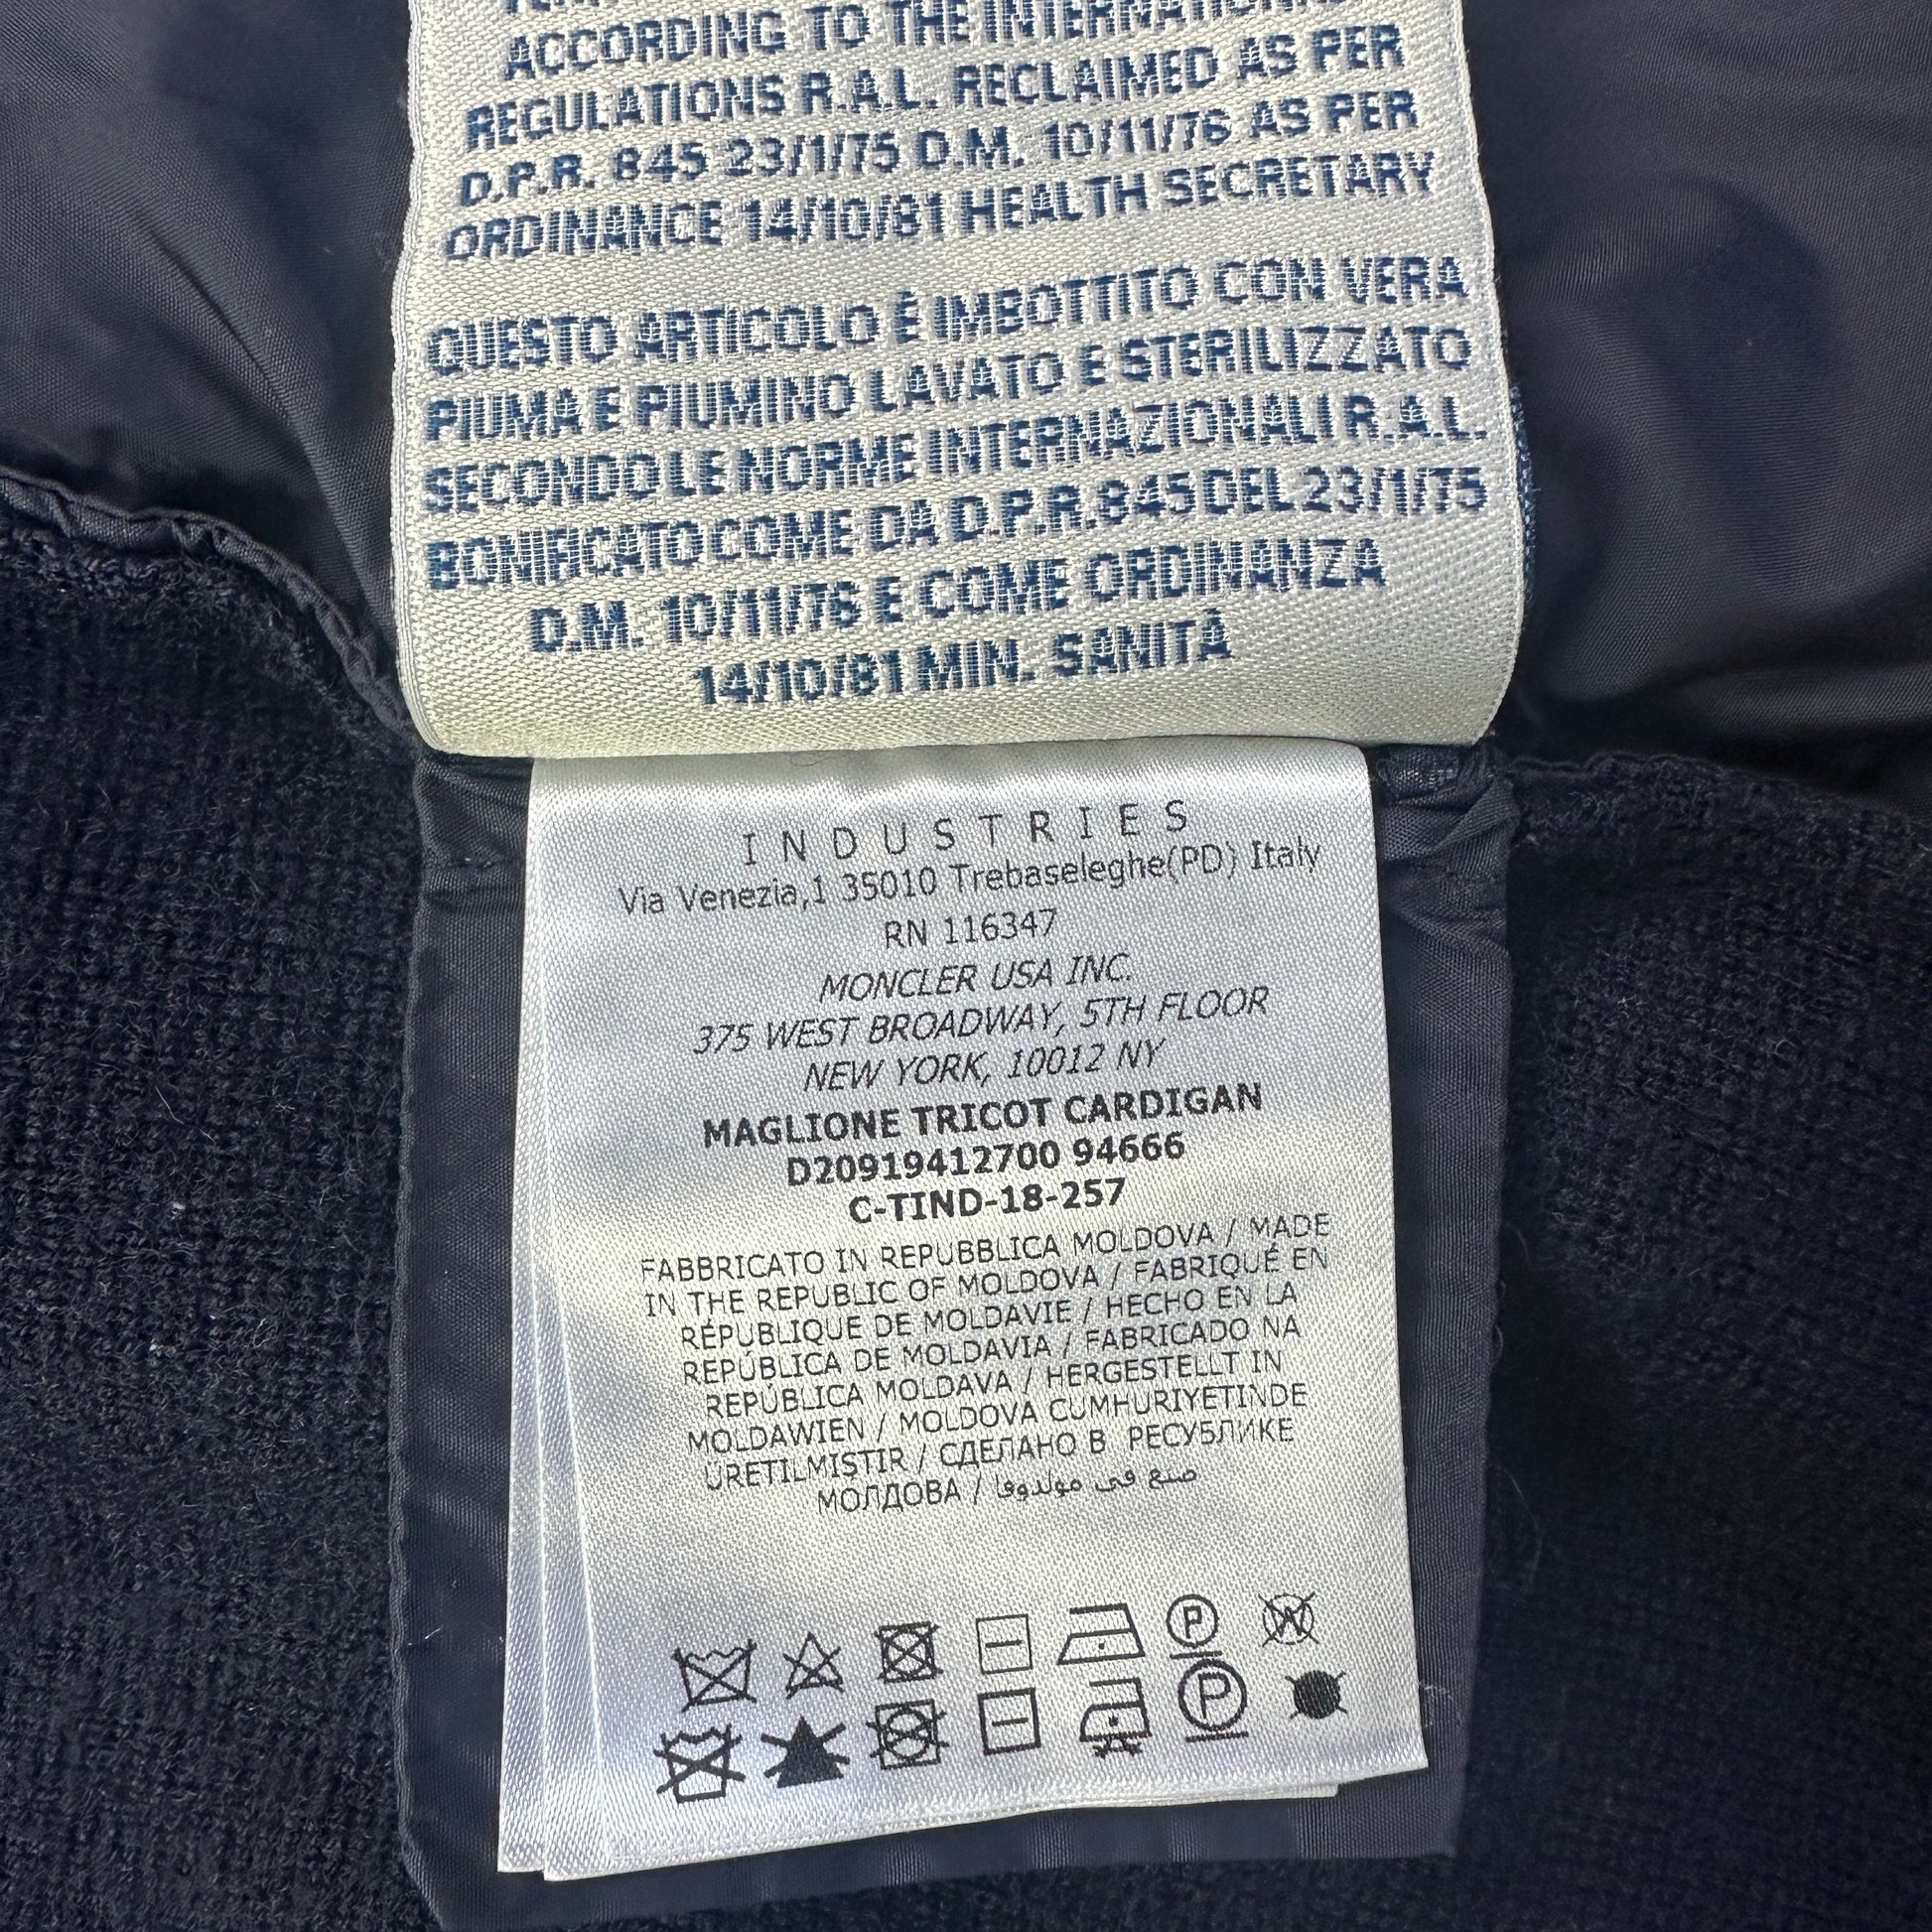 ACCORDING TO THE INTERNATIONAL
REGULATIONS R.A.L. RECLAIMED AS PER
D.P.R. 845 23/1/75 D.M. 10/11/76 AS PER
ORDINANCE 14/10/81 HEALTH SECRETARY
QUESTO ARTICOLO È IMBOTTITO CON VERA
PIUMA E PIUMINO LAVATO E STERILIZZATO
SECONDO LE NORME INTERNAZIONALI R.A.L.
BONIFICATO COME DA D.P.R. 845 DEL 23/1/75
D.M. 10/11/76 E COME ORDINANZA
14/10/81 MIN. SANITÀ
INDUSTRIES
Via Venezia,1 35010 Trebaseleghe(PD) Italy
RN 116347
MONCLER USA INC.
375 WEST BROADWAY, 5TH FLOOR
NEW YORK, 10012 NY
MAGLIONE TRICOT CARDIGAN
D20919412700 94666
C-TIND-18-257
FABBRICATO IN REPUBBLICA MOLDOVA / MADE
IN THE REPUBLIC OF MOLDOVA / FABRIQUÉ EN
RÉPUBLIQUE DE MOLDAVIE / HECHO EN LA
REPÚBLICA DE MOLDAVIA / FABRICADO NA
REPÚBLICA MOLDAVA / HERGESTELLT IN
MOLDAWIEN / MOLDOVA CUMHURIYETINDE
ÜRETILMIŞTIR / СДЕЛАНО В РЕСУБЛИКЕ
МОЛДОВА / صنع في مولدوفا
P W
P